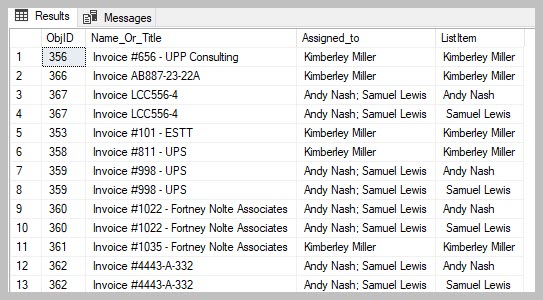 Results Messages
ObjID Name_Or_Title Assigned_to ListItem
1 356 Invoice #656 - UPP Consulting Kimberley Miller Kimberley Miller
2 366 Invoice AB887-23-22A Kimberley Miller Kimberley Miller
3 367 Invoice LCC556-4 Andy Nash; Samuel Lewis Andy Nash
4 367 Invoice LCC556-4 Andy Nash; Samuel Lewis Samuel Lewis
5 353 Invoice #101 - ESTT Kimberley Miller Kimberley Miller
6 358 Invoice #811 - UPS Kimberley Miller Kimberley Miller
7 359 Invoice #998 - UPS Andy Nash; Samuel Lewis Andy Nash
8 359 Invoice #998 - UPS Andy Nash; Samuel Lewis Samuel Lewis
9 360 Invoice #1022 - Fortney Nolte Associates Andy Nash; Samuel Lewis Andy Nash
10 360 Invoice #1022 - Fortney Nolte Associates Andy Nash; Samuel Lewis Samuel Lewis
11 361 Invoice #1035 - Fortney Nolte Associates Kimberley Miller Kimberley Miller
12 362 Invoice #4443-A-332 Andy Nash; Samuel Lewis Andy Nash
13 362 Invoice #4443-A-332 Andy Nash; Samuel Lewis Samuel Lewis